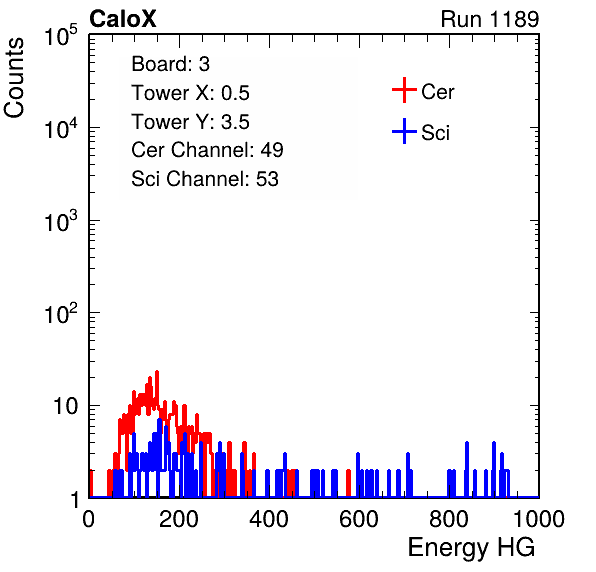 CaloX Run 1189
Counts
10^5
10^4
10^3
10^2
10
1
Board: 3
Tower X: 0.5
Tower Y: 3.5
Cer Channel: 49
Sci Channel: 53
Cer
Sci
0 200 400 600 800 1000
Energy HG